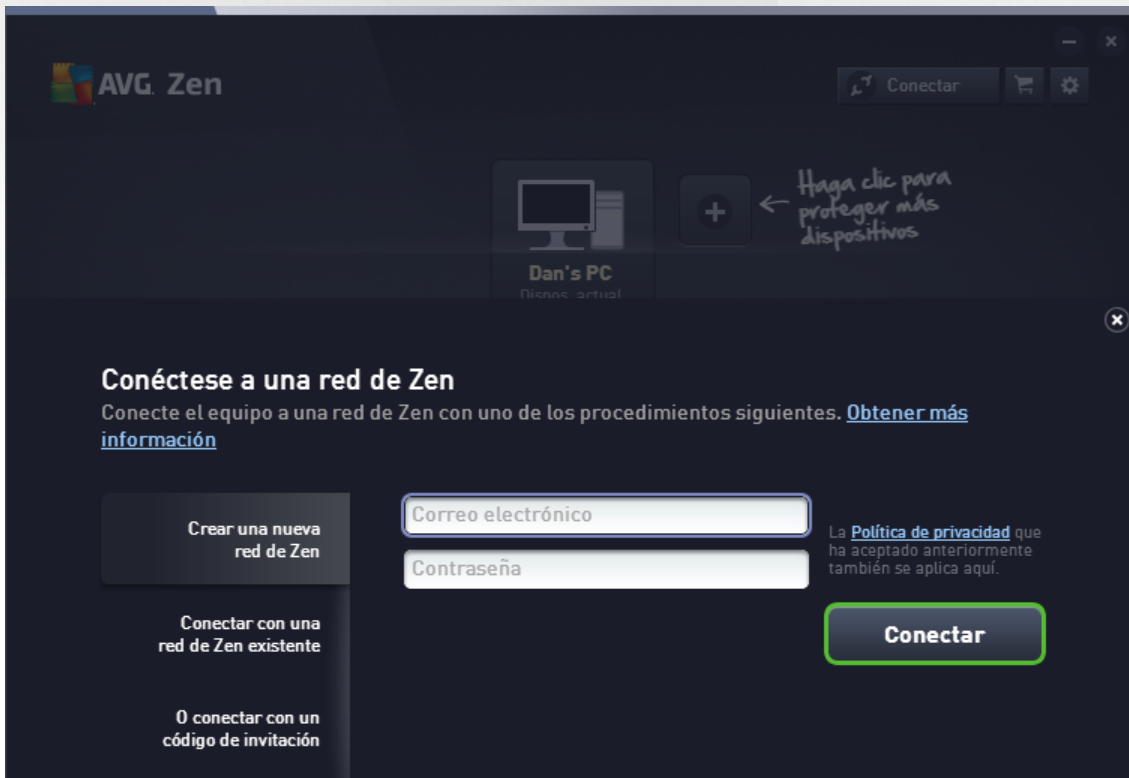 AVG. Zen
Conectar
Haga clic para
proteger más
dispositivos
Dan's PC
Dispos. actual
Conéctese a una red de Zen
Conecte el equipo a una red de Zen con uno de los procedimientos siguientes. Obtener más
información
Crear una nueva
red de Zen
Correo electrónico
Contraseña
La Política de privacidad que
ha aceptado anteriormente
también se aplica aquí.
Conectar
Conectar con una
red de Zen existente
O conectar con un
código de invitación